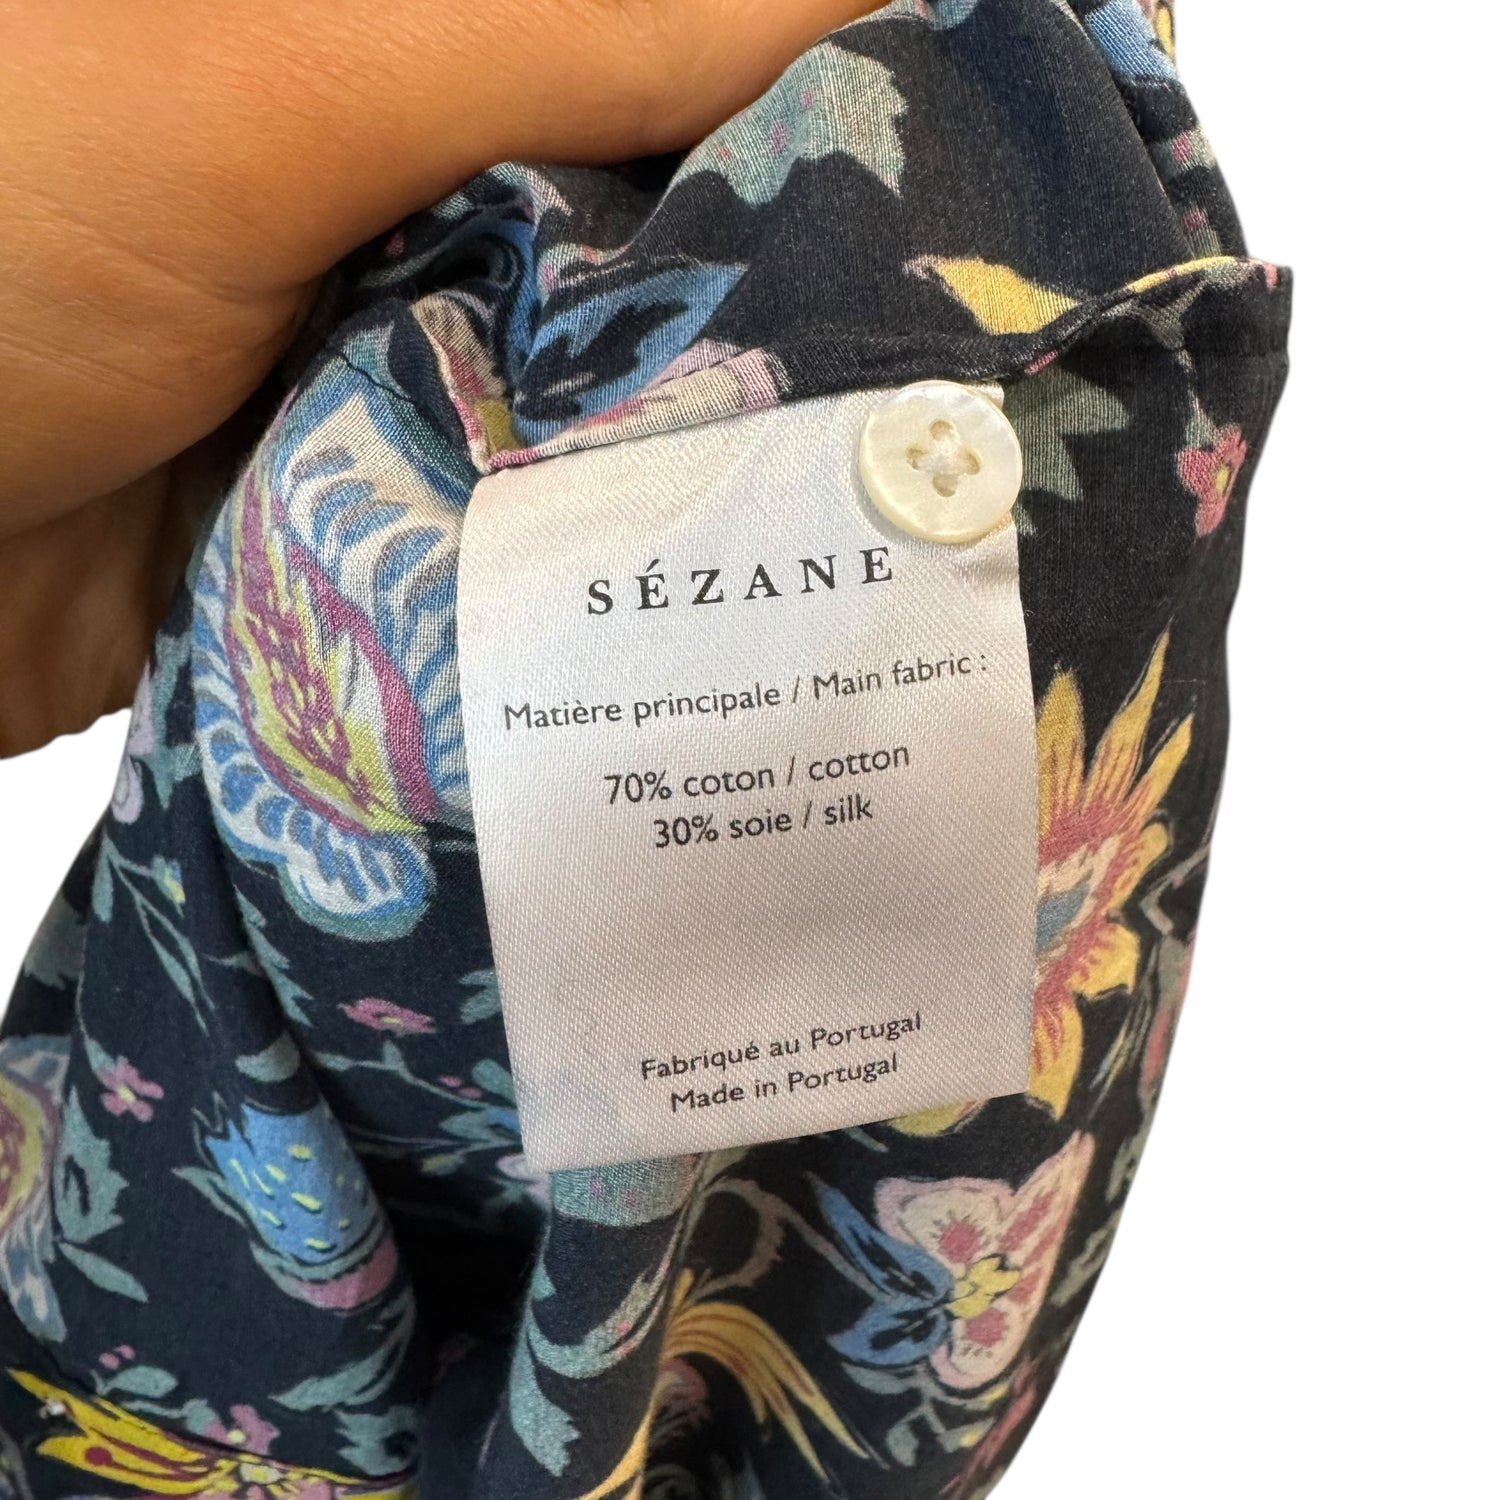 SÉZANE
Matière principale / Main fabric :
70% coton / cotton
30% soie / silk
Fabriqué au Portugal
Made in Portugal